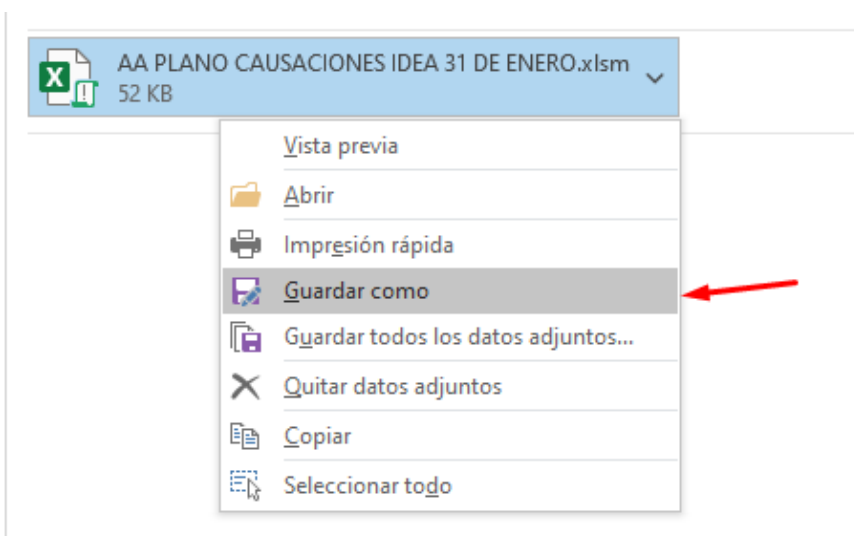 AA PLANO CAUSACIONES IDEA 31 DE ENERO.xlsm
52 KB
Vista previa
Abrir
Impresión rápida
Guardar como
Guardar todos los datos adjuntos...
Quitar datos adjuntos
Copiar
Seleccionar todo